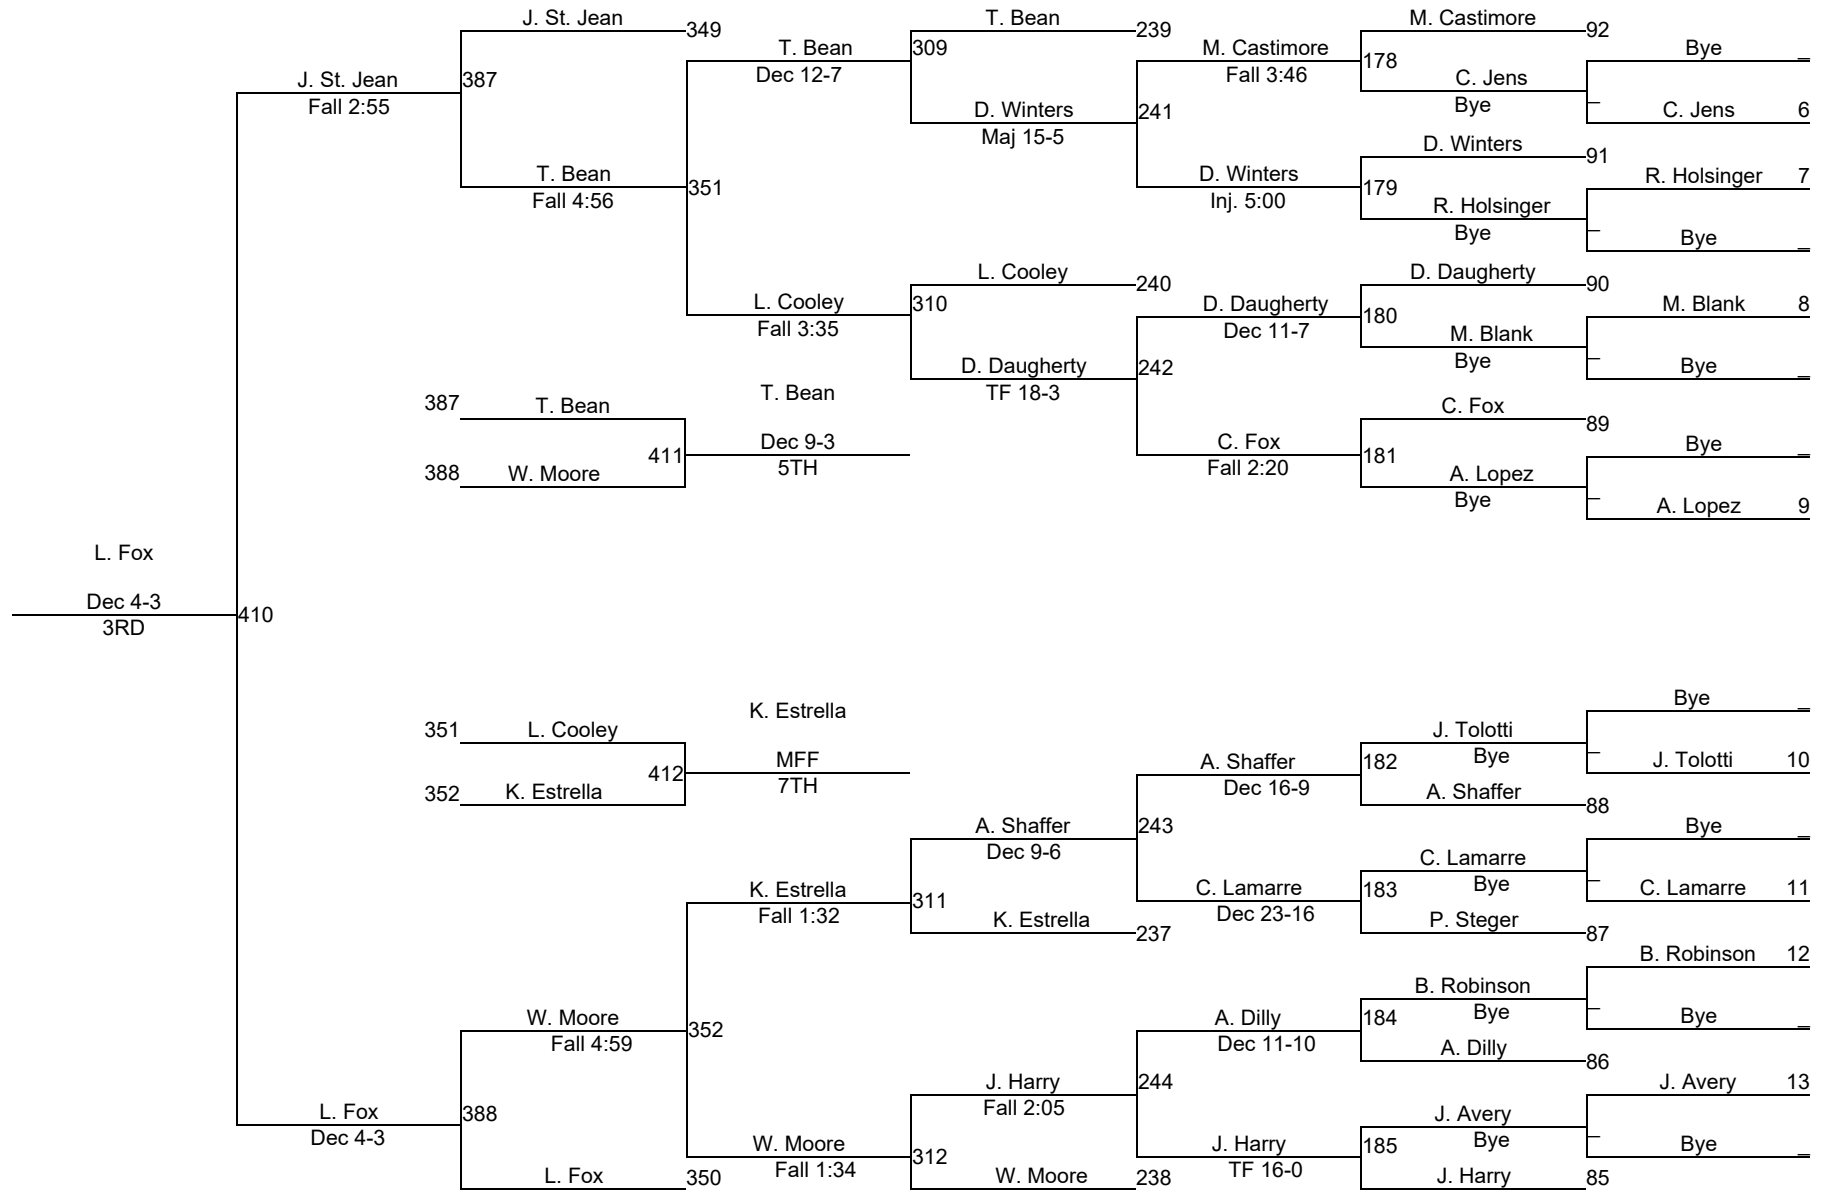 J. St. Jean
349
387
J. St. Jean
Fall 2:55
T. Bean
Fall 4:56
T. Bean
Dec 12-7
351
L. Cooley
Fall 3:35
T. Bean
239
309
D. Winters
Maj 15-5
241
L. Cooley
240
310
D. Daugherty
TF 18-3
242
M. Castimore
Fall 3:46
178
D. Winters
Inj. 5:00
179
D. Daugherty
Dec 11-7
180
C. Fox
Fall 2:20
181
M. Castimore
92
C. Jens
Bye
D. Winters
91
R. Holsinger
Bye
D. Daugherty
90
M. Blank
Bye
C. Fox
89
A. Lopez
Bye
Bye _
_
C. Jens 6
R. Holsinger 7
_
Bye _
M. Blank 8
_
Bye _
Bye _
_
A. Lopez 9
387 T. Bean
388 W. Moore
411
T. Bean
Dec 9-3
5TH
L. Fox
Dec 4-3
3RD
410
351 L. Cooley
352 K. Estrella
412
K. Estrella
MFF
7TH
W. Moore
Fall 4:59
388
L. Fox
Dec 4-3
L. Fox
350
K. Estrella
Fall 1:32
352
W. Moore
Fall 1:34
A. Shaffer
Dec 9-6
311
K. Estrella
237
J. Harry
Fall 2:05
312
W. Moore
238
A. Shaffer
Dec 16-9
243
C. Lamarre
Dec 23-16
A. Dilly
Dec 11-10
244
J. Harry
TF 16-0
J. Tolotti
Bye
182
A. Shaffer
88
C. Lamarre
Bye
183
P. Steger
87
B. Robinson
Bye
184
A. Dilly
86
J. Avery
Bye
185
J. Harry
85
Bye _
_
J. Tolotti 10
Bye _
_
C. Lamarre 11
B. Robinson 12
_
Bye _
J. Avery 13
_
Bye _